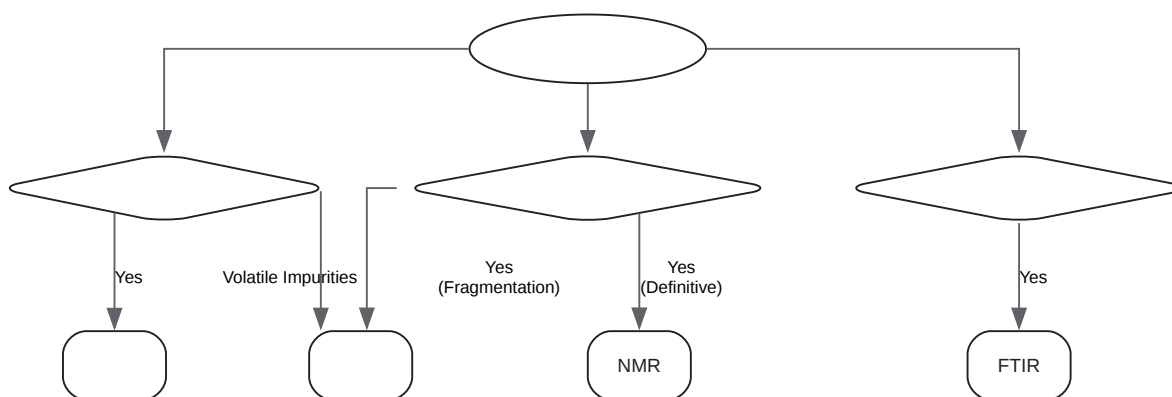 Yes
Volatile Impurities
Yes
(Fragmentation)
Yes
(Definitive)
Yes
NMR
FTIR